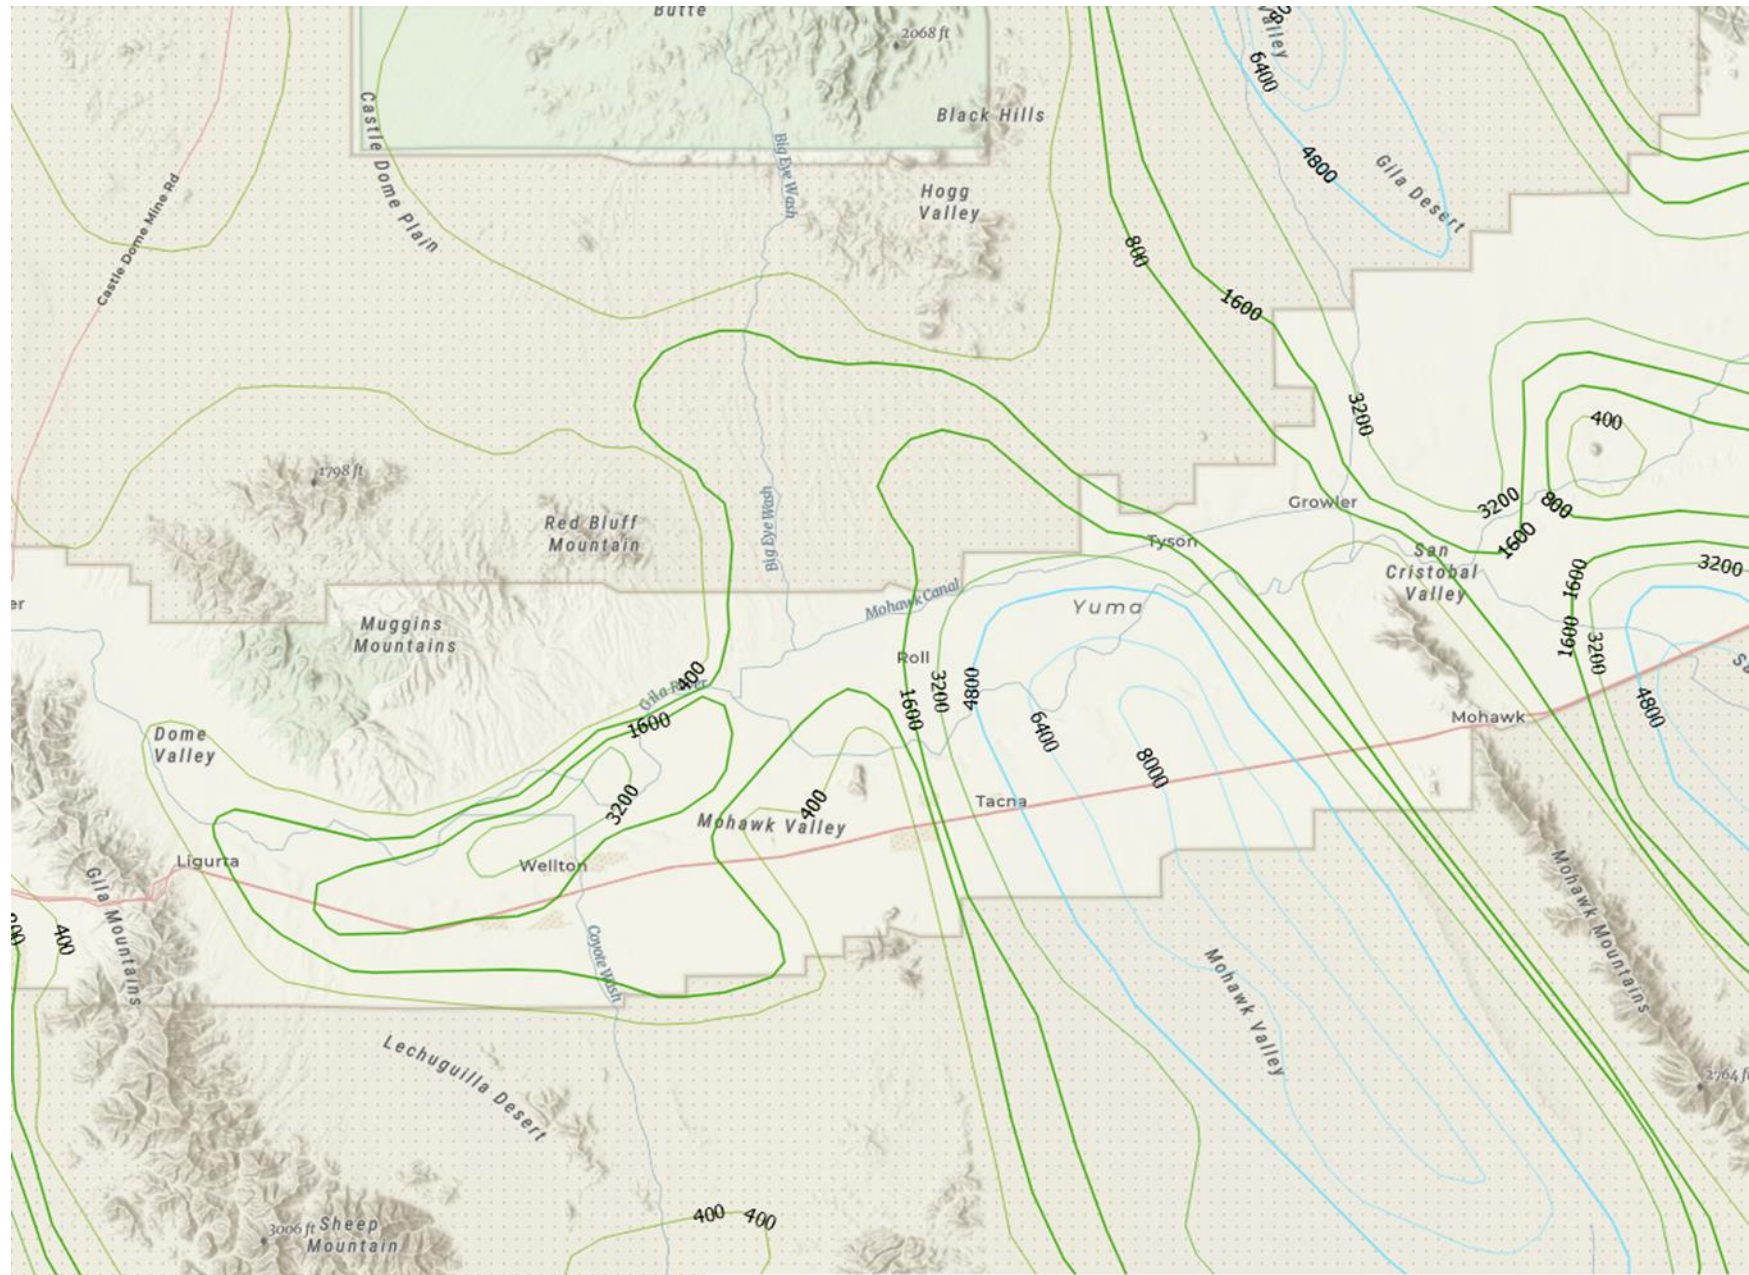 Butte
2068 ft
Valley
6400
Black Hills
Castle Dome Plain
Big Eye Wash
4800
Gila Desert
Castle Dome Mine Rd
Hogg
Valley
800
1600
3200
400
1798 ft
Red Bluff
Mountain
Big Eye Wash
Growler
3200
800
1600
Tyson
San
Cristobal
Valley
3200
1600
Mohawk Canal
Yuma
er
Muggins
Mountains
1600
3200
Roll
400
Gila River
3200
4800
1600
1600
6400
4800
Mohawk
Dome
Valley
8000
3200
400
Tacna
Mohawk Valley
Ligurta
Wellton
Gila Mountains
400
Coyote Wash
Mohawk Mountains
Mohawk Valley
Lechuguilla Desert
2764 ft
400
400
3006 ft
Sheep
Mountain